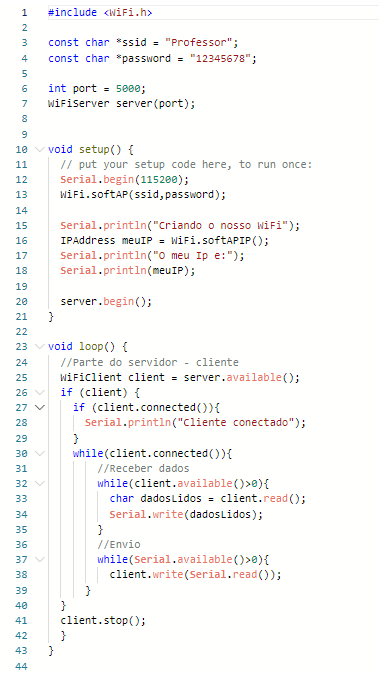 1 #include <WiFi.h>
2
3 const char *ssid = "Professor";
4 const char *password = "12345678";
5
6 int port = 5000;
7 WiFiServer server(port);
8
9
10 void setup() {
11 // put your setup code here, to run once:
12 Serial.begin(115200);
13 WiFi.softAP(ssid,password);
14
15 Serial.println("Criando o nosso WiFi");
16 IPAddress meuIP = WiFi.softAPIP();
17 Serial.println("O meu Ip e:");
18 Serial.println(meuIP);
19
20 server.begin();
21 }
22
23 void loop() {
24 //Parte do servidor - cliente
25 WiFiClient client = server.available();
26 if (client) {
27 if (client.connected()){
28 Serial.println("Cliente conectado");
29 }
30 while(client.connected()){
31 //Receber dados
32 while(client.available()>0){
33 char dadosLidos = client.read();
34 Serial.write(dadosLidos);
35 }
36 //Envio
37 while(Serial.available()>0){
38 client.write(Serial.read());
39 }
40 }
41 client.stop();
42 }
43 }
44